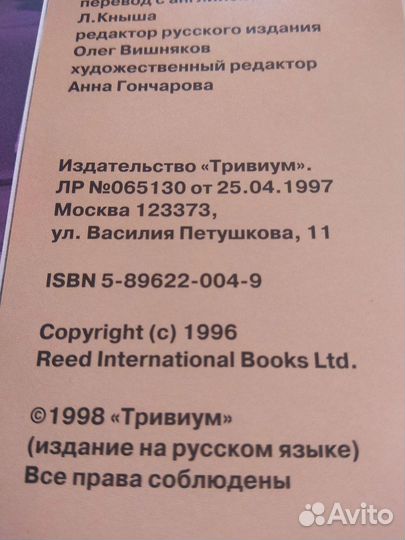 перевод с
Л.Кныша
редактор русского издания
Олег Вишняков
художественный редактор
Анна Гончарова
Издательство «Тривиум».
ЛР №065130 от 25.04.1997
Москва 123373,
ул. Василия Петушкова, 11
ISBN 5-89622-004-9
Copyright (c) 1996
Reed International Books Ltd.
©1998 «Тривиум»
(издание на русском языке)
Все права соблюдены
Avito